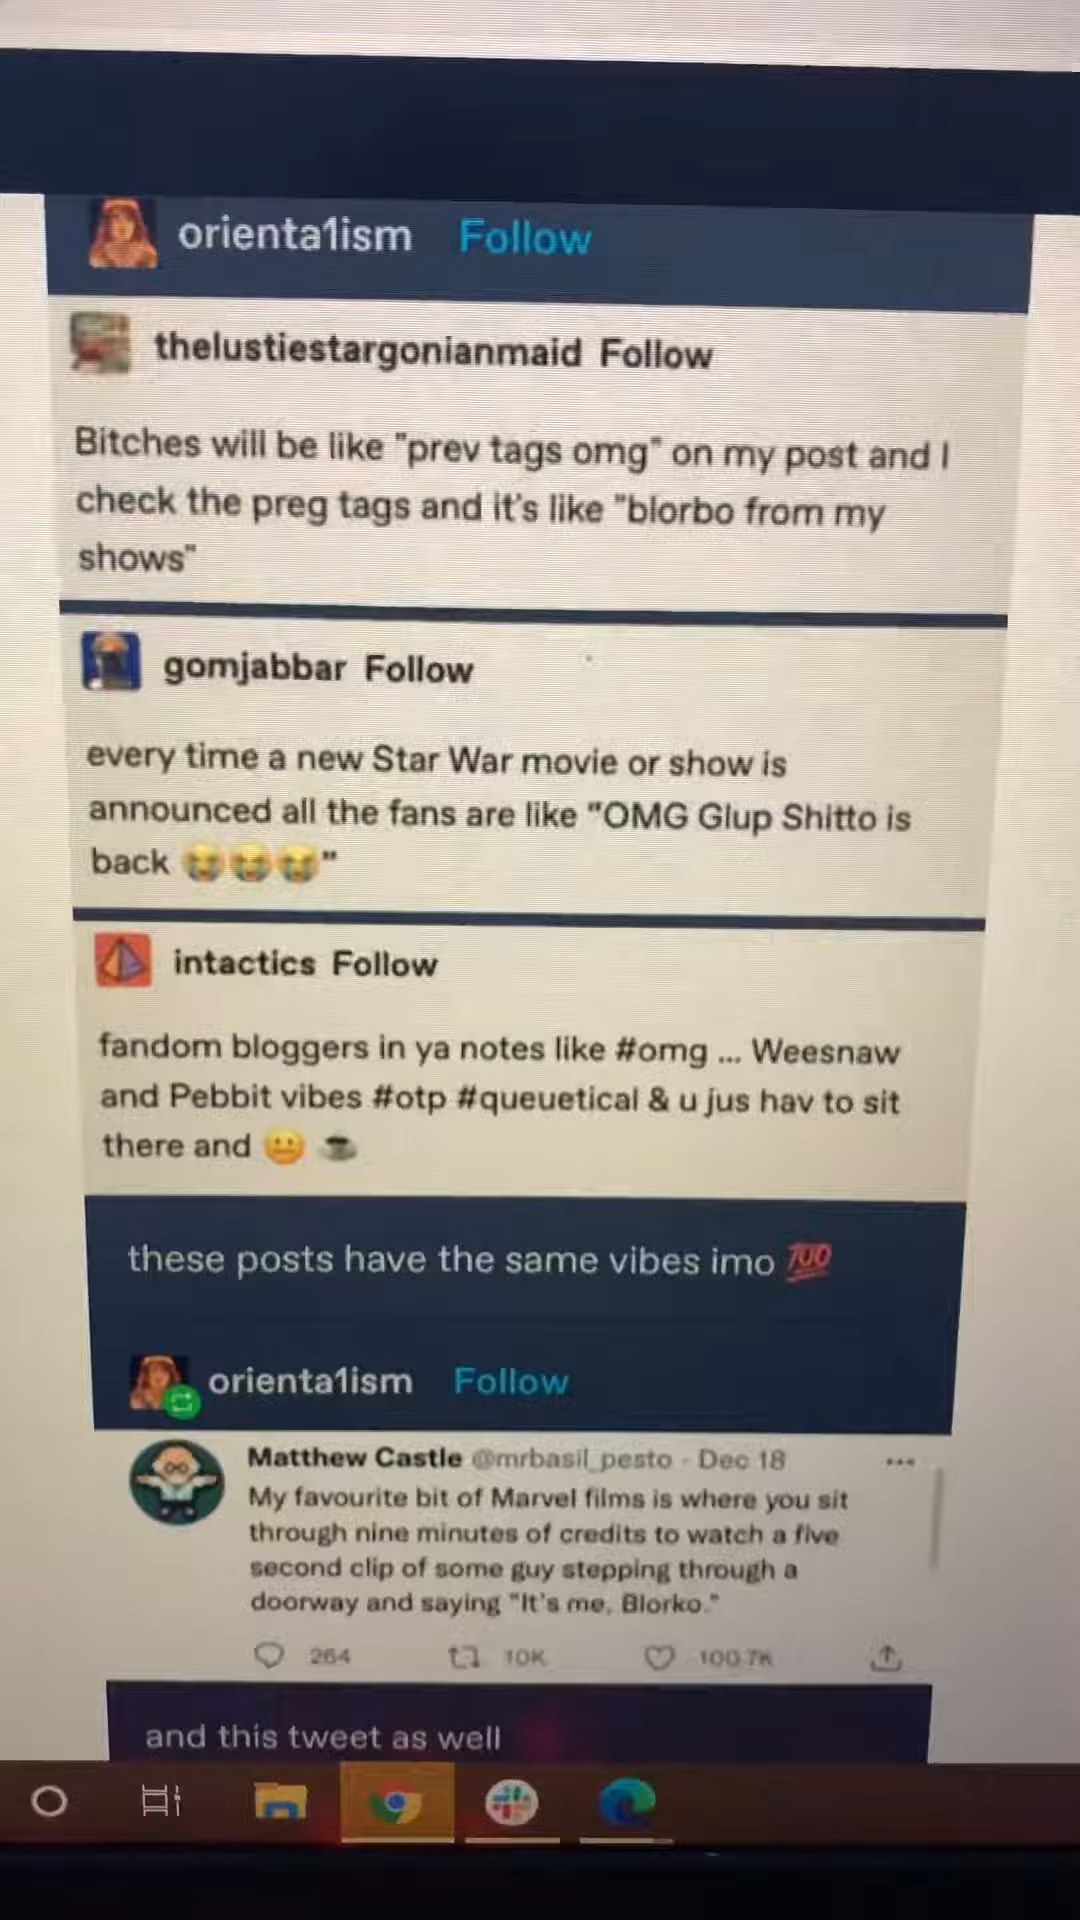 orienta1ism Follow
thelustiestargonianmaid Follow
Bitches will be like "prev tags omg" on my post and I
check the preg tags and it's like "blorbo from my
shows"
gomjabbar Follow
every time a new Star War movie or show is
announced all the fans are like "OMG Glup Shitto is
back 😭😭😭"
intactics Follow
fandom bloggers in ya notes like #omg ... Weesnaw
and Pebbit vibes #otp #queuetical & u jus hav to sit
there and 😐 ☕
these posts have the same vibes imo 💯
orienta1ism Follow
Matthew Castle @mrbasil_pesto · Dec 18
My favourite bit of Marvel films is where you sit
through nine minutes of credits to watch a five
second clip of some guy stepping through a
doorway and saying "It's me, Blorko."
264 10K 100.7K
and this tweet as well